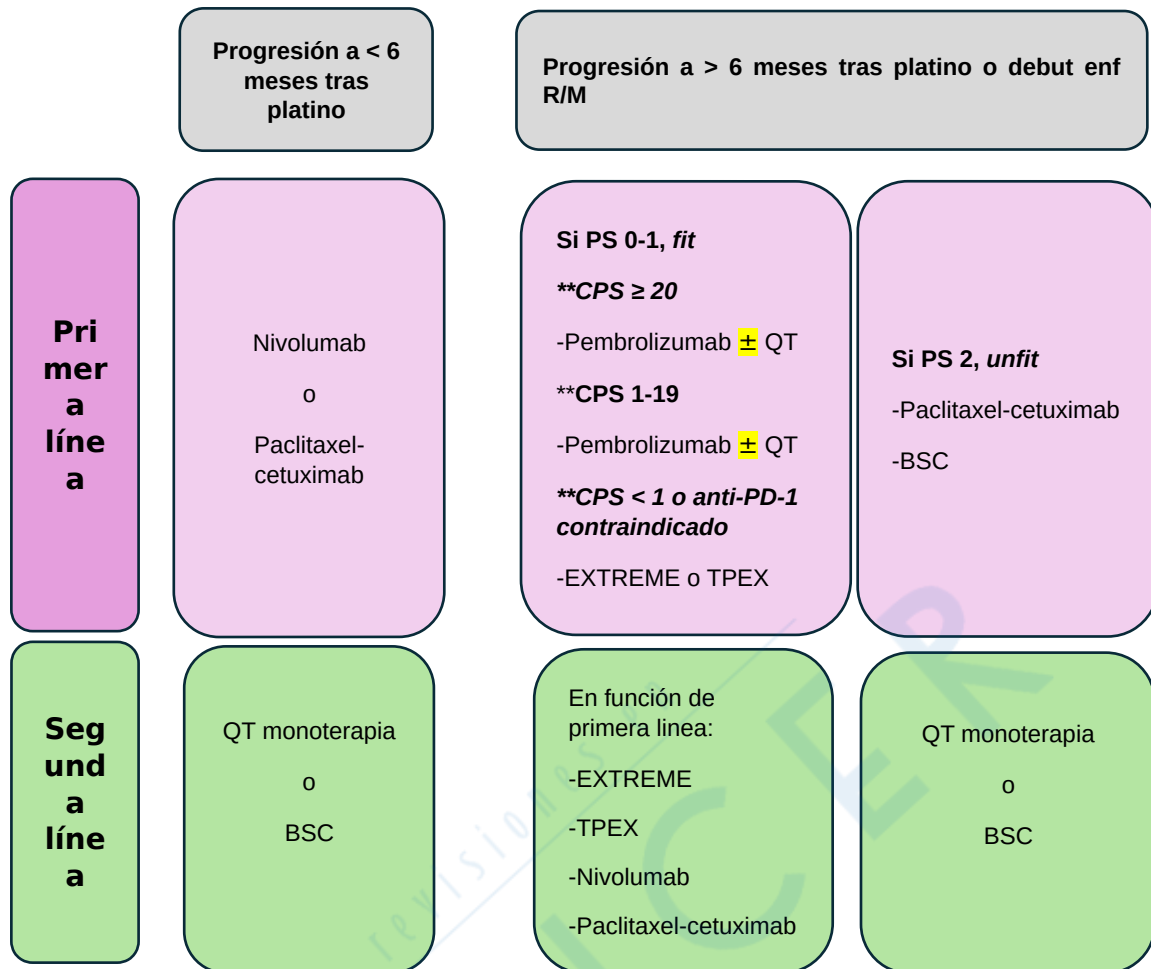 Progresión a < 6
meses tras
platino
Progresión a > 6 meses tras platino o debut enf
R/M
Pri
mer
a
líne
a
Nivolumab
o
Paclitaxel-
cetuximab
Si PS 0-1, fit
**CPS ≥ 20
-Pembrolizumab ± QT
**CPS 1-19
-Pembrolizumab ± QT
**CPS < 1 o anti-PD-1
contraindicado
-EXTREME o TPEX
Si PS 2, unfit
-Paclitaxel-cetuximab
-BSC
Seg
und
a
líne
a
QT monoterapia
o
BSC
En función de
primera linea:
-EXTREME
-TPEX
-Nivolumab
-Paclitaxel-cetuximab
QT monoterapia
o
BSC
revisiones en